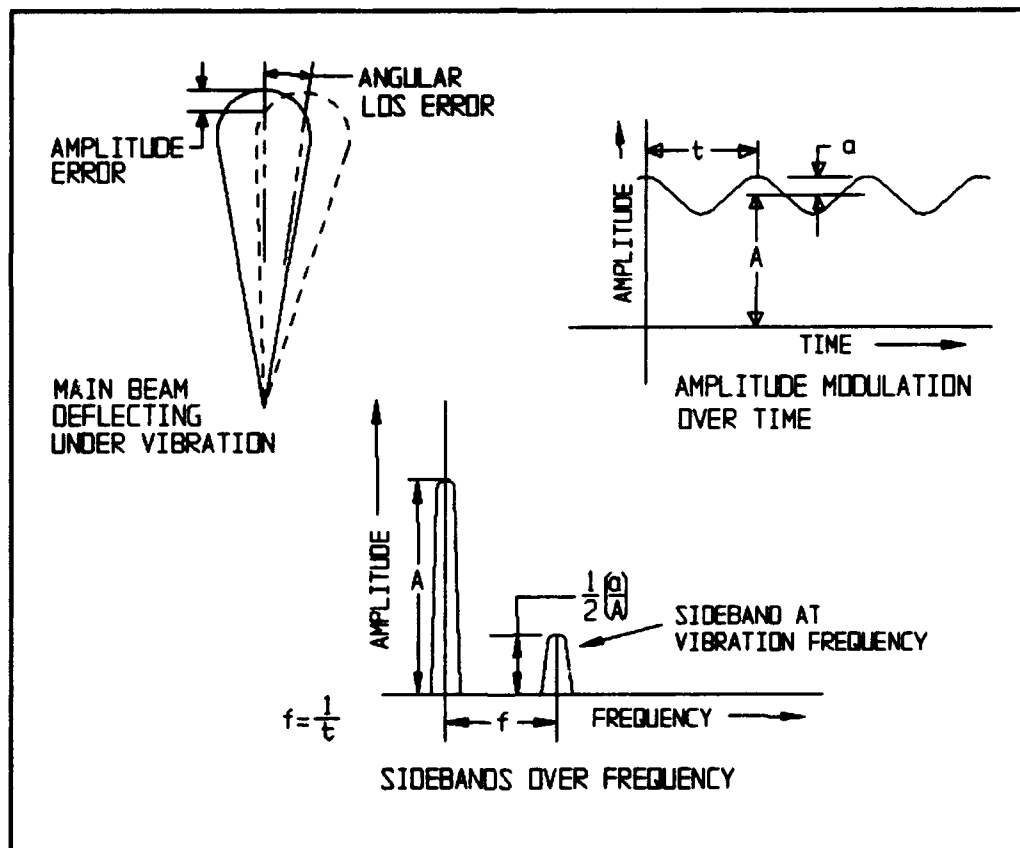 ANGULAR
LOS ERROR
AMPLITUDE
ERROR
MAIN BEAM
DEFLECTING
UNDER VIBRATION
AMPLITUDE
t
a
A
TIME
AMPLITUDE MODULATION
OVER TIME
AMPLITUDE
A
1/2 (a/A)
SIDEBAND AT
VIBRATION FREQUENCY
f=1/t
f
FREQUENCY
SIDEBANDS OVER FREQUENCY